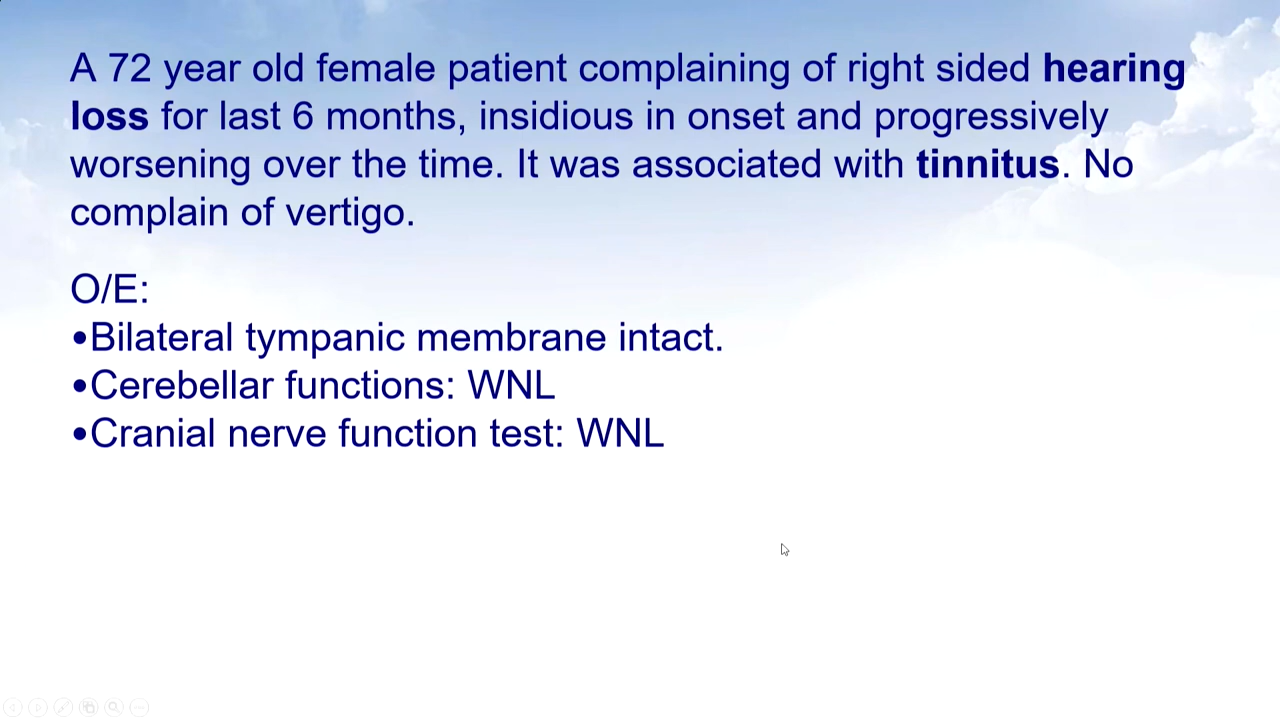 A 72 year old female patient complaining of right sided hearing
loss for last 6 months, insidious in onset and progressively
worsening over the time. It was associated with tinnitus. No
complain of vertigo.
O/E:
•Bilateral tympanic membrane intact.
•Cerebellar functions: WNL
•Cranial nerve function test: WNL